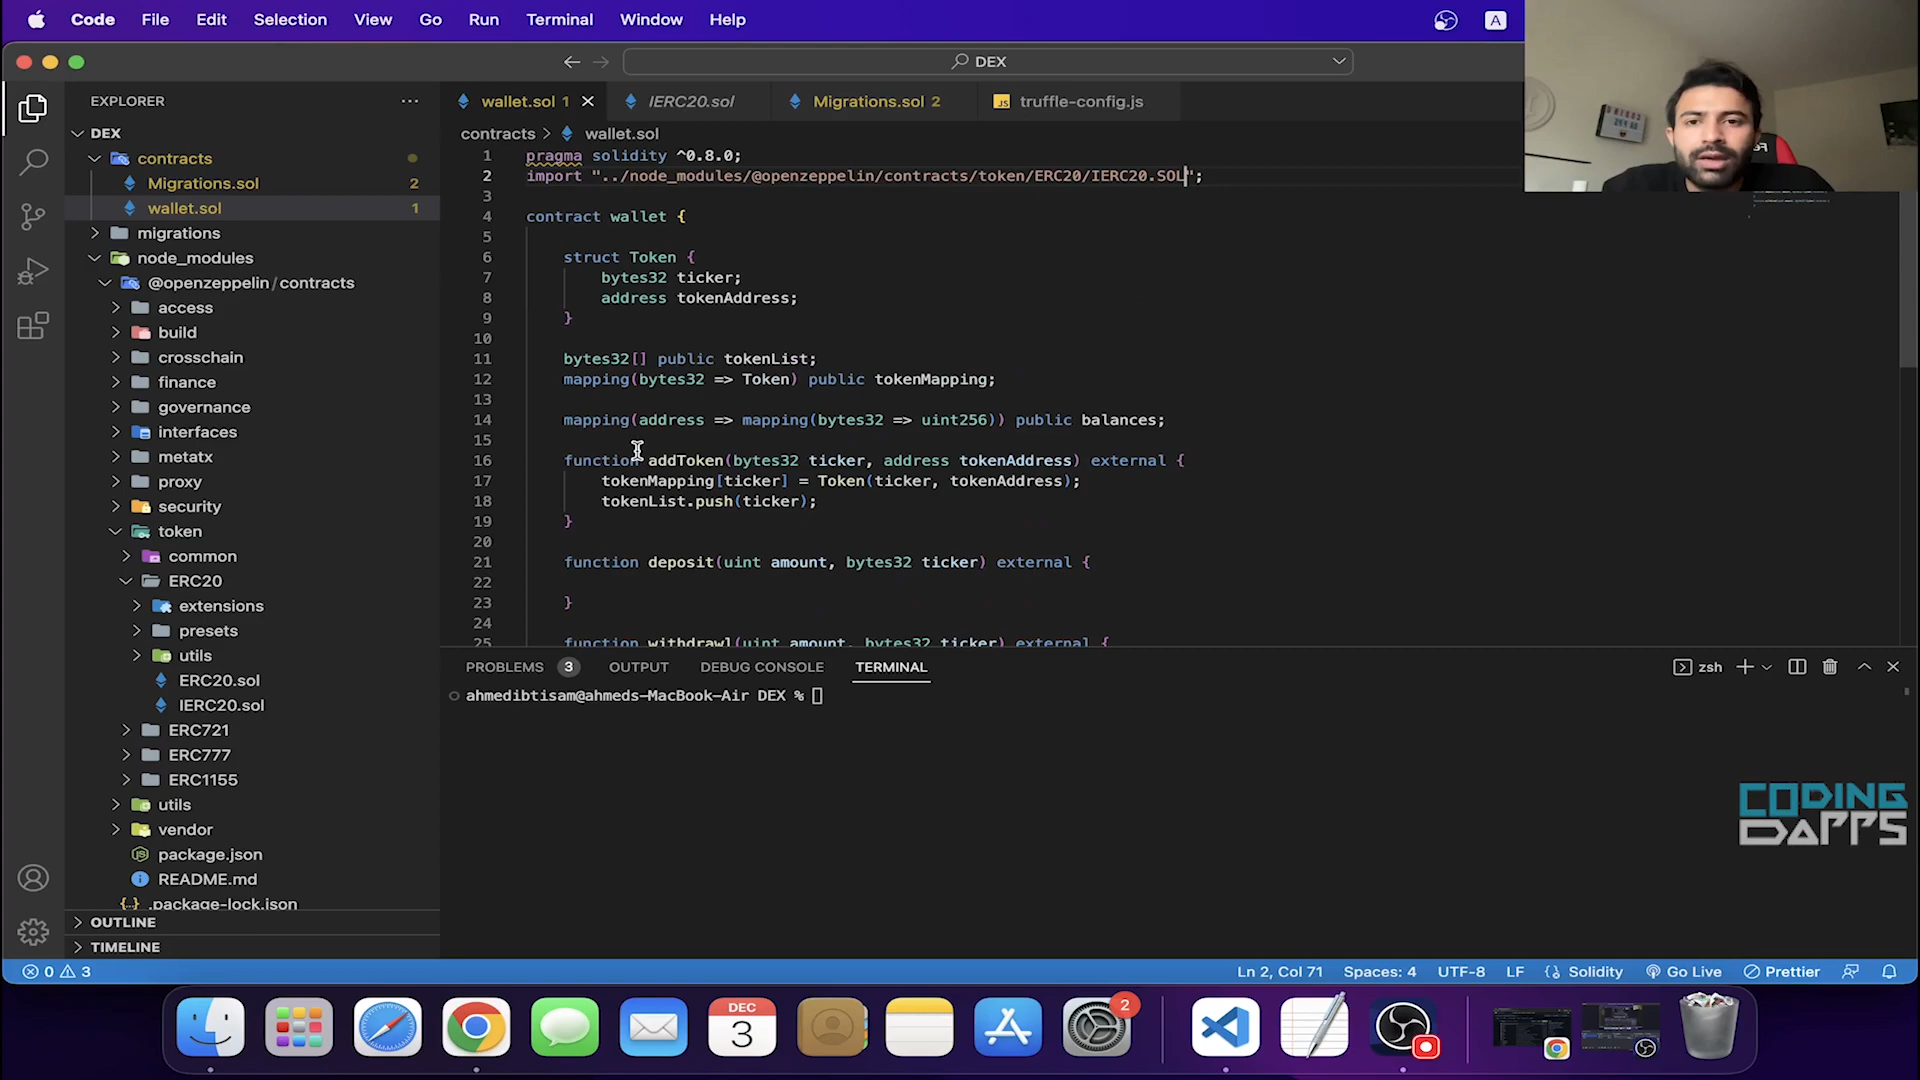 Code File Edit Selection View Go Run Terminal Window Help
A
DEX
EXPLORER
wallet.sol 1
IERC20.sol
Migrations.sol 2
truffle-config.js
DEX
contracts
Migrations.sol 2
wallet.sol 1
migrations
node_modules
@openzeppelin/contracts
access
build
crosschain
finance
governance
interfaces
metatx
proxy
security
token
common
ERC20
extensions
presets
utils
ERC20.sol
IERC20.sol
ERC721
ERC777
ERC1155
utils
vendor
package.json
README.md
.package-lock.json
OUTLINE
TIMELINE
contracts > wallet.sol
1 pragma solidity ^0.8.0;
2 import "../node_modules/@openzeppelin/contracts/token/ERC20/IERC20.SOL";
3
4 contract wallet {
5
6 struct Token {
7 bytes32 ticker;
8 address tokenAddress;
9 }
10
11 bytes32[] public tokenList;
12 mapping(bytes32 => Token) public tokenMapping;
13
14 mapping(address => mapping(bytes32 => uint256)) public balances;
15
16 function addToken(bytes32 ticker, address tokenAddress) external {
17 tokenMapping[ticker] = Token(ticker, tokenAddress);
18 tokenList.push(ticker);
19 }
20
21 function deposit(uint amount, bytes32 ticker) external {
22
23 }
24
25 function withdrawl(uint amount, bytes32 ticker) external {
PROBLEMS 3 OUTPUT DEBUG CONSOLE TERMINAL
zsh
ahmedibtisam@ahmeds-MacBook-Air DEX %
CODING
DAPPS
0 3
Ln 2, Col 71 Spaces: 4 UTF-8 LF Solidity Go Live Prettier
DEC
3
2